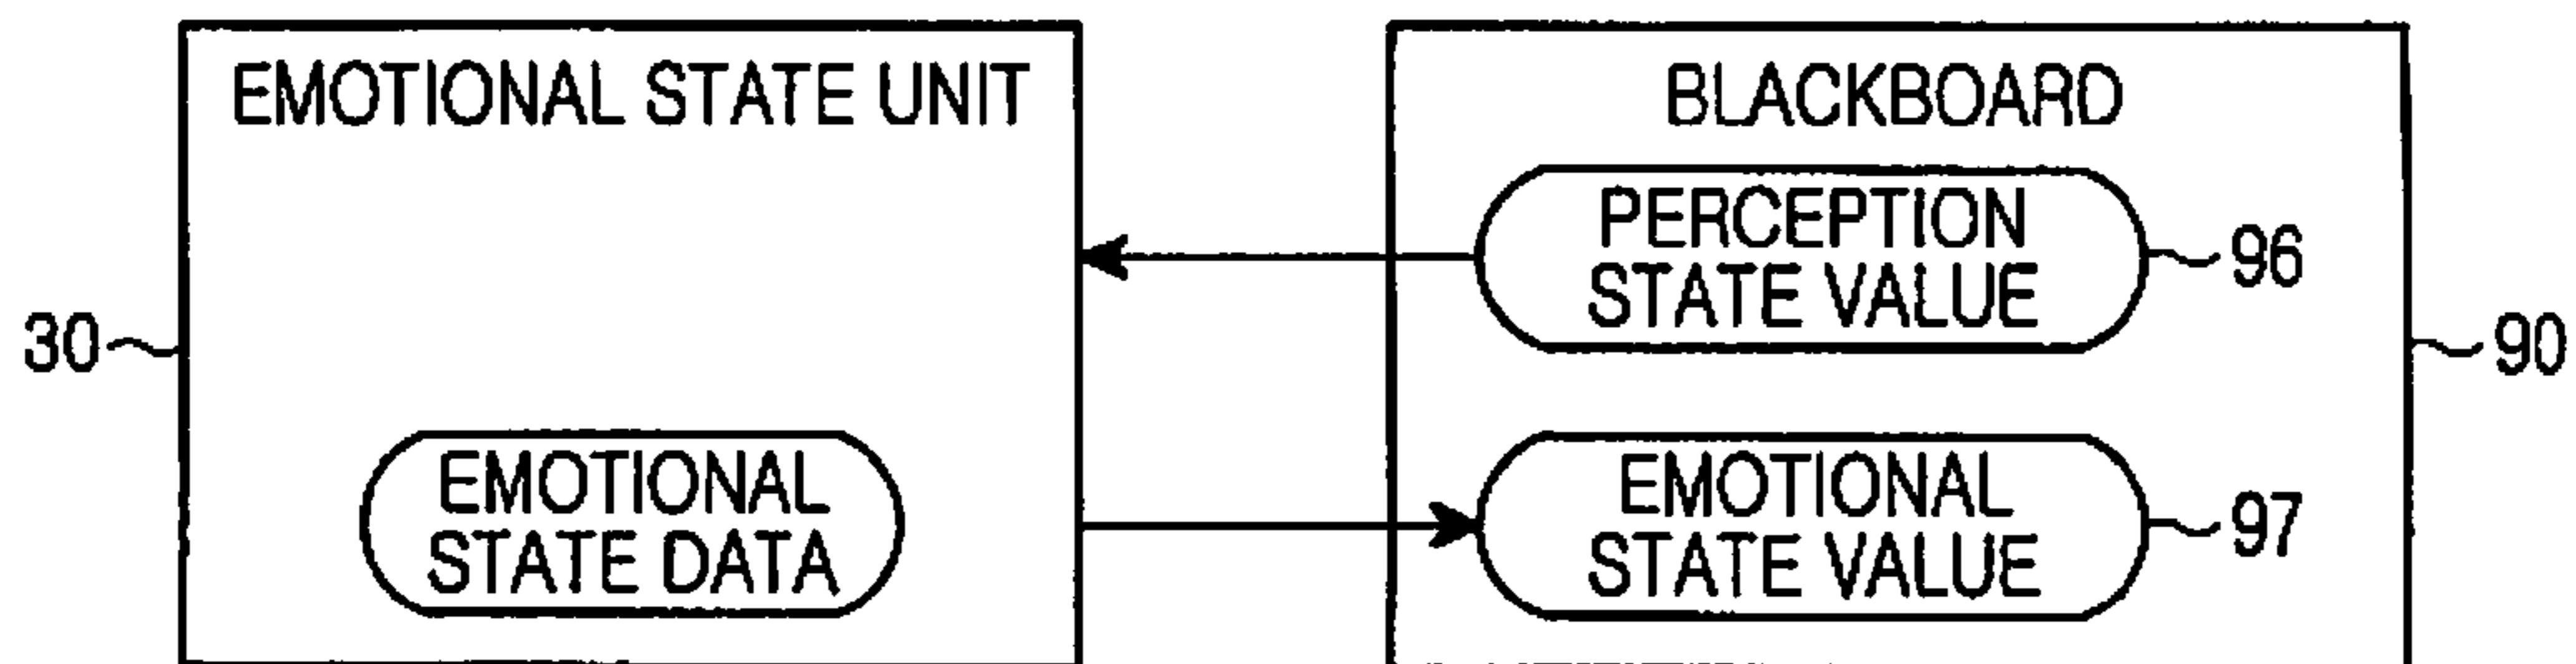 EMOTIONAL STATE UNIT
EMOTIONAL
STATE DATA
30
BLACKBOARD
PERCEPTION
STATE VALUE
96
EMOTIONAL
STATE VALUE
97
90